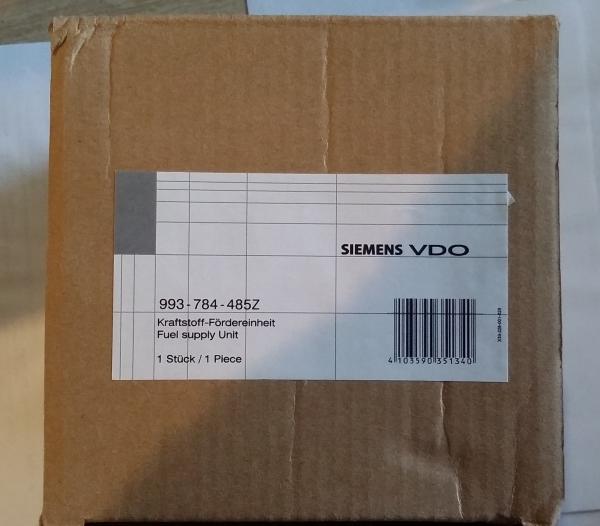 SIEMENS VDO
993-784-485Z
Kraftstoff-Fördereinheit
Fuel supply Unit
1 Stück / 1 Piece
4 103590 351340